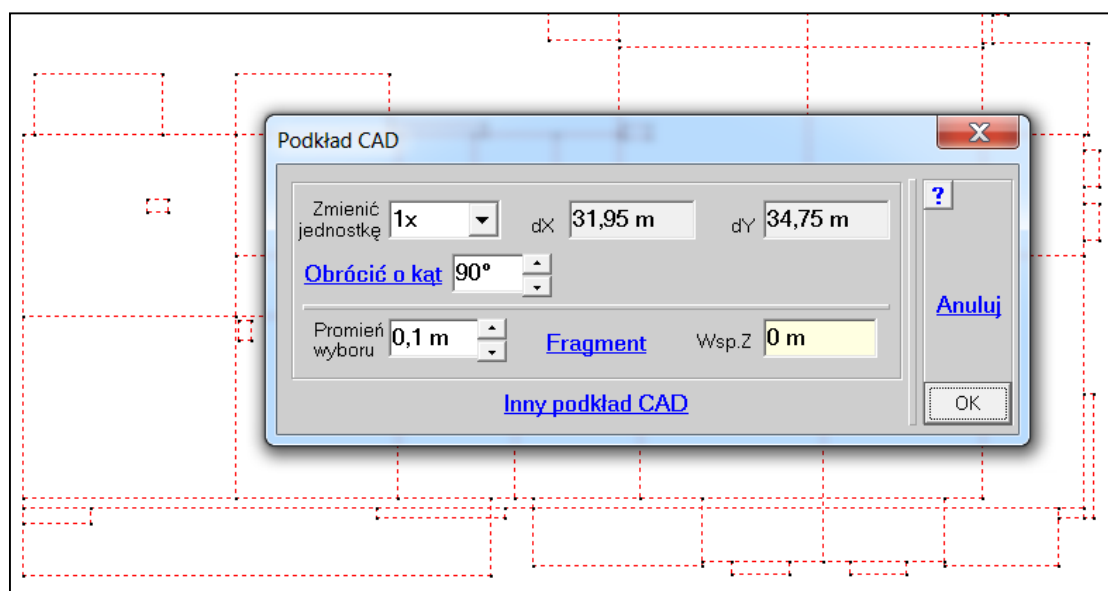 Podkład CAD
X
Zmienić
jednostkę
1x
dX
31,95 m
dY
34,75 m
?
Obrócić o kąt
90°
Anuluj
Promień
wyboru
0,1 m
Fragment
Wsp.Z
0 m
Inny podkład CAD
OK